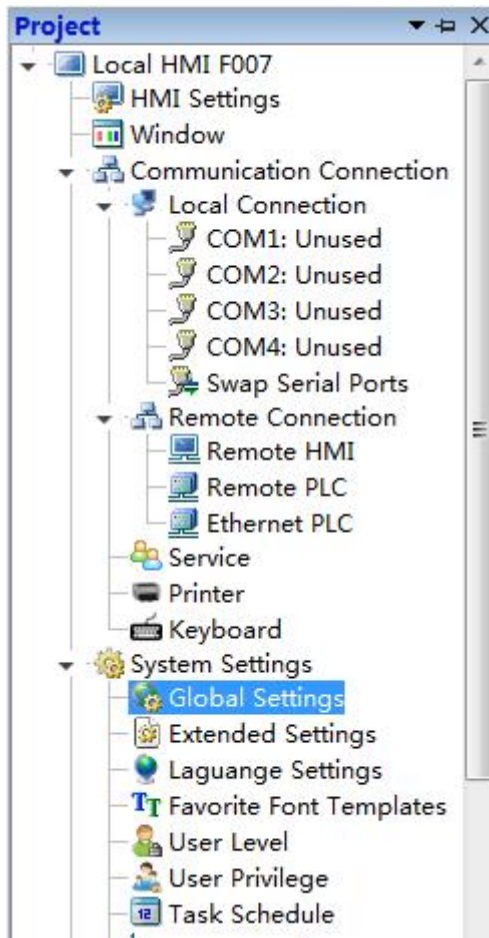 Project
Local HMI F007
HMI Settings
Window
Communication Connection
Local Connection
COM1: Unused
COM2: Unused
COM3: Unused
COM4: Unused
Swap Serial Ports
Remote Connection
Remote HMI
Remote PLC
Ethernet PLC
Service
Printer
Keyboard
System Settings
Global Settings
Extended Settings
Laguange Settings
Favorite Font Templates
User Level
User Privilege
12 Task Schedule